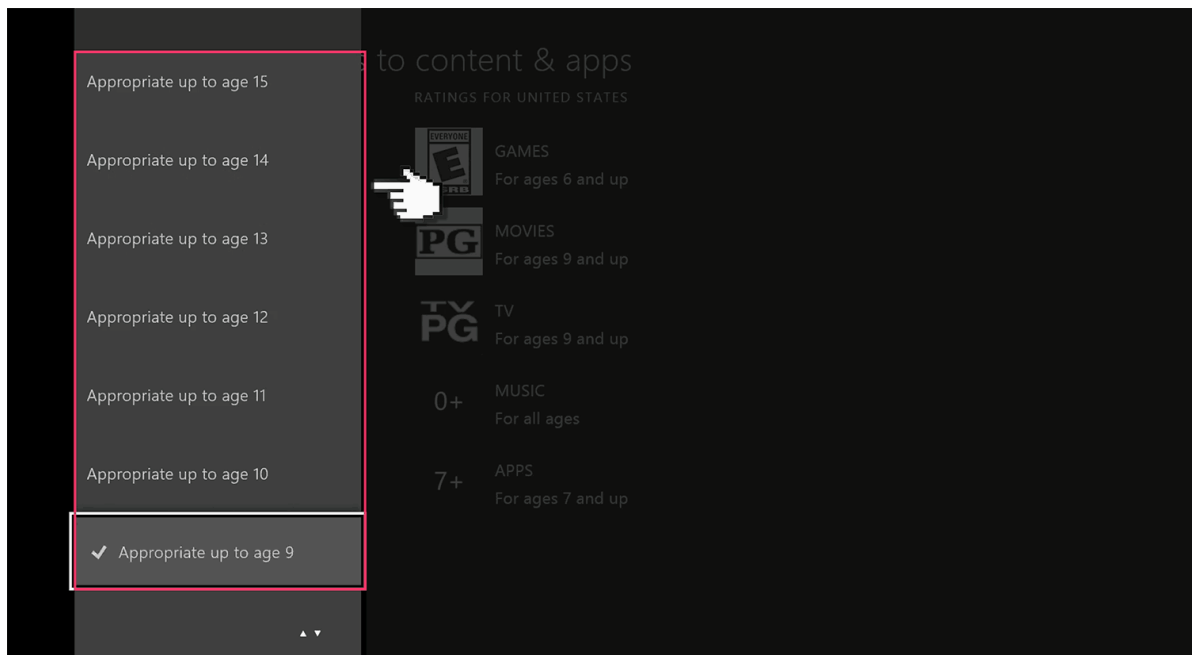 Appropriate up to age 15
Appropriate up to age 14
Appropriate up to age 13
Appropriate up to age 12
Appropriate up to age 11
Appropriate up to age 10
Appropriate up to age 9
to content & apps
RATINGS FOR UNITED STATES
EVERYONE
E
GAMES
For ages 6 and up
PG
MOVIES
For ages 9 and up
TV
PG
TV
For ages 9 and up
0+
MUSIC
For all ages
7+
APPS
For ages 7 and up